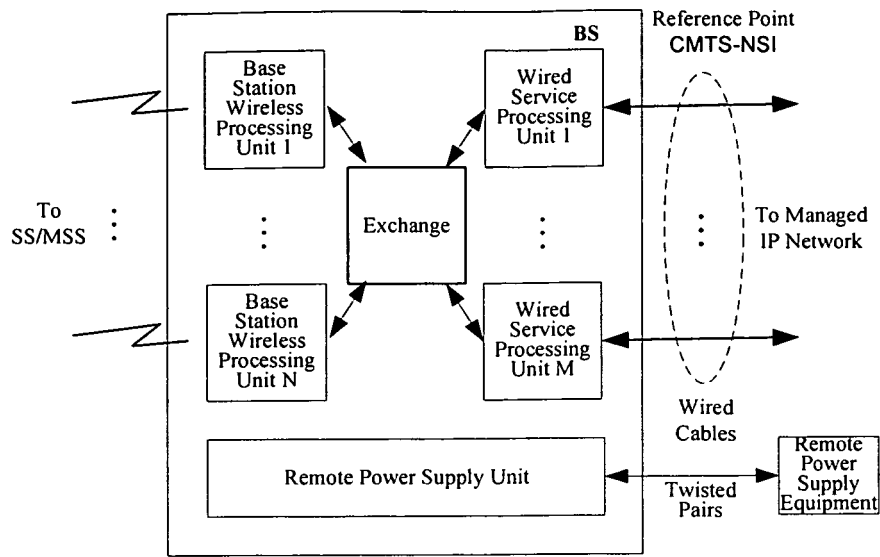 Reference Point
CMTS-NSI
BS
Base
Station
Wireless
Processing
Unit 1
Wired
Service
Processing
Unit 1
To
SS/MSS
Exchange
To Managed
IP Network
Base
Station
Wireless
Processing
Unit N
Wired
Service
Processing
Unit M
Wired
Cables
Remote Power Supply Unit
Twisted
Pairs
Remote
Power
Supply
Equipment